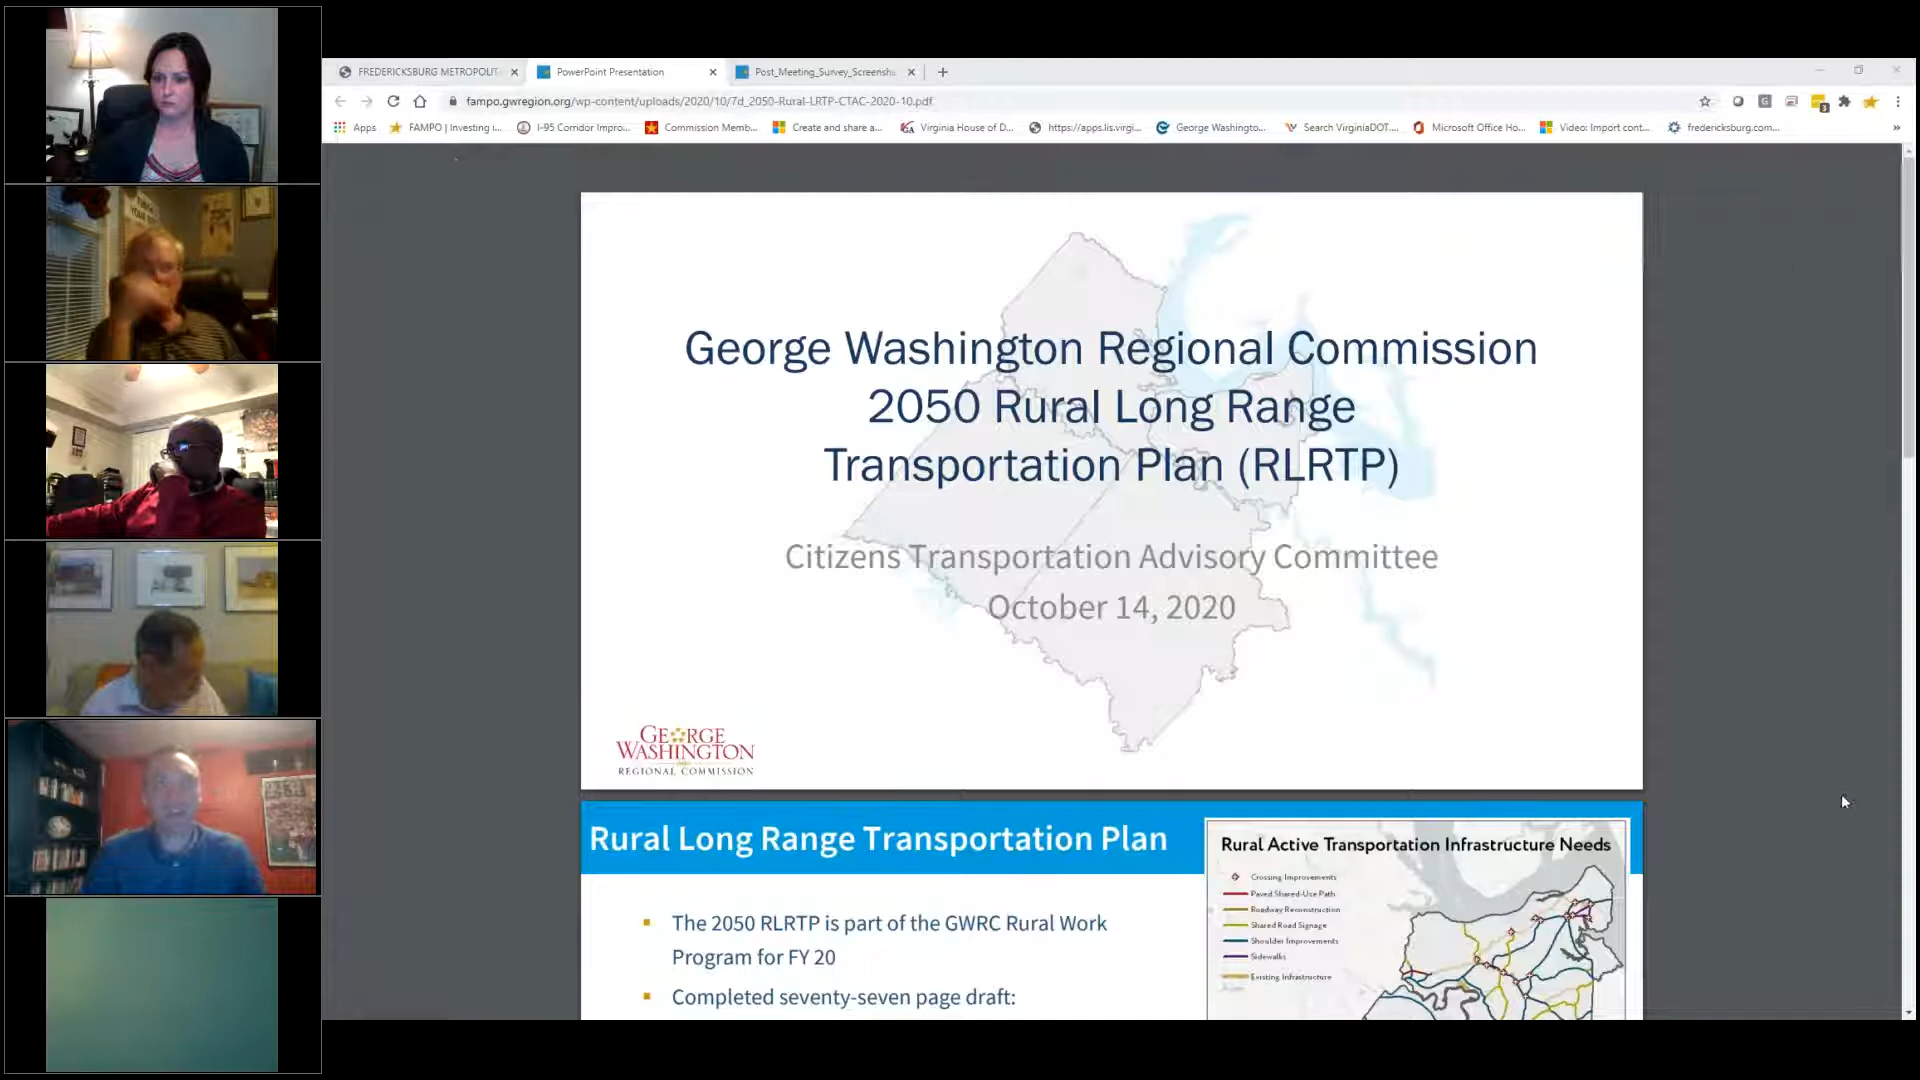 FREDERICKSBURG METROPOLIT
PowerPoint Presentation
Post_Meeting_Survey_Screensh
fampo.gwregion.org/wp-content/uploads/2020/10/7d_2050-Rural-LRTP-CTAC-2020-10.pdf
Apps
FAMPO | Investing i...
I-95 Corridor Impro...
Commission Memb...
Create and share a...
Virginia House of D...
https://apps.lis.virgi...
George Washingto...
Search VirginiaDOT....
Microsoft Office Ho...
Video: Import cont...
fredericksburg.com...
»
George Washington Regional Commission
2050 Rural Long Range
Transportation Plan (RLRTP)
Citizens Transportation Advisory Committee
October 14, 2020
GEORGE
WASHINGTON
REGIONAL COMMISSION
Rural Long Range Transportation Plan
▪ The 2050 RLRTP is part of the GWRC Rural Work
Program for FY 20
▪ Completed seventy-seven page draft:
Rural Active Transportation Infrastructure Needs
Crossing Improvements
Paved Shared-Use Path
Roadway Reconstruction
Shared Road Signage
Shoulder Improvements
Sidewalks
Existing Infrastructure